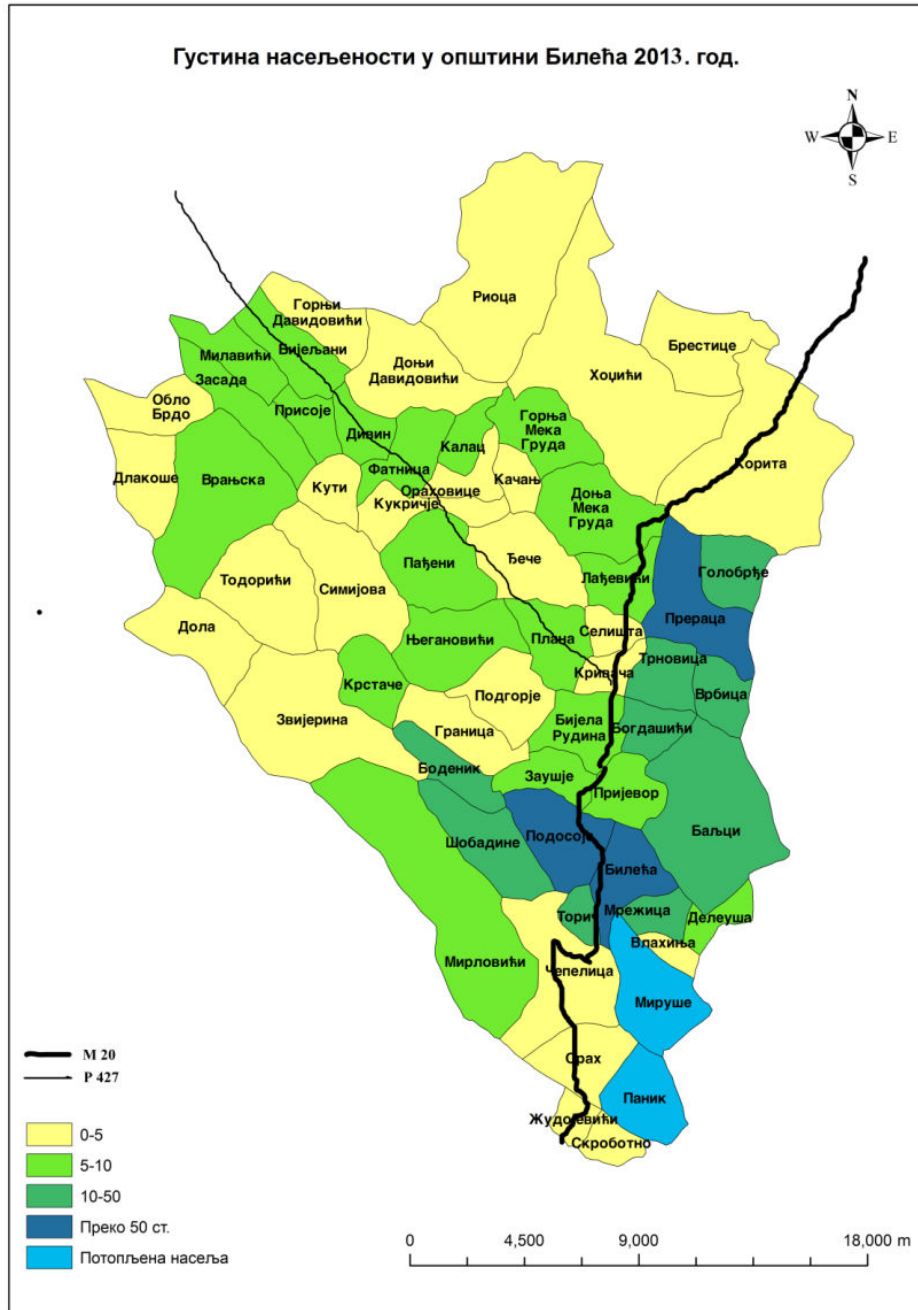 Густина насељености у општини Билећа 2013. год.
N
W
E
S
Риоца
Горњи
Давидовићи
Бијељани
Милавићи
Засада
Доњи
Давидовићи
Брестице
Хоџићи
Обло
Брдо
Присоје
Дивин
Калац
Горња
Мека
Груда
Корита
Длакоше
Врањска
Кути
Фатница
Ораховице
Качањ
Кукричје
Доња
Мека
Груда
Пађени
Ђече
Лађевићи
Голобрђе
Тодорићи
Симијова
Прераца
Дола
Његановићи
Плана
Селишта
Трновица
Кривача
Врбица
Крстаче
Подгорје
Звијерина
Граница
Бијела
Рудина
Богдашићи
Боденик
Заушје
Пријевор
Шобадине
Подосоје
Баљци
Билећа
Торич
Мрежица
Делеуша
Влахиња
Мирловићи
Чепелица
Мируше
Орах
Паник
Жудојевићи
Скроботно
М 20
Р 427
0-5
5-10
10-50
Преко 50 ст.
Потопљена насеља
0 4,500 9,000 18,000 m